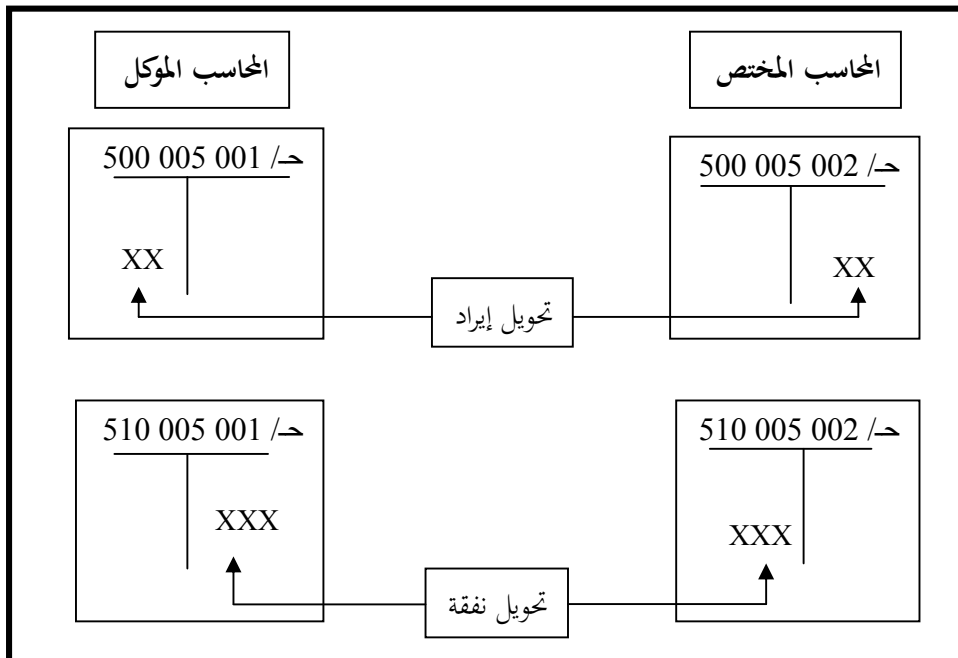 المحاسب المختص
المحاسب الموكل
حـ/ 500 005 002
حـ/ 500 005 001
XX
XX
تحويل إيراد
حـ/ 510 005 002
حـ/ 510 005 001
XXX
XXX
تحويل نفقة